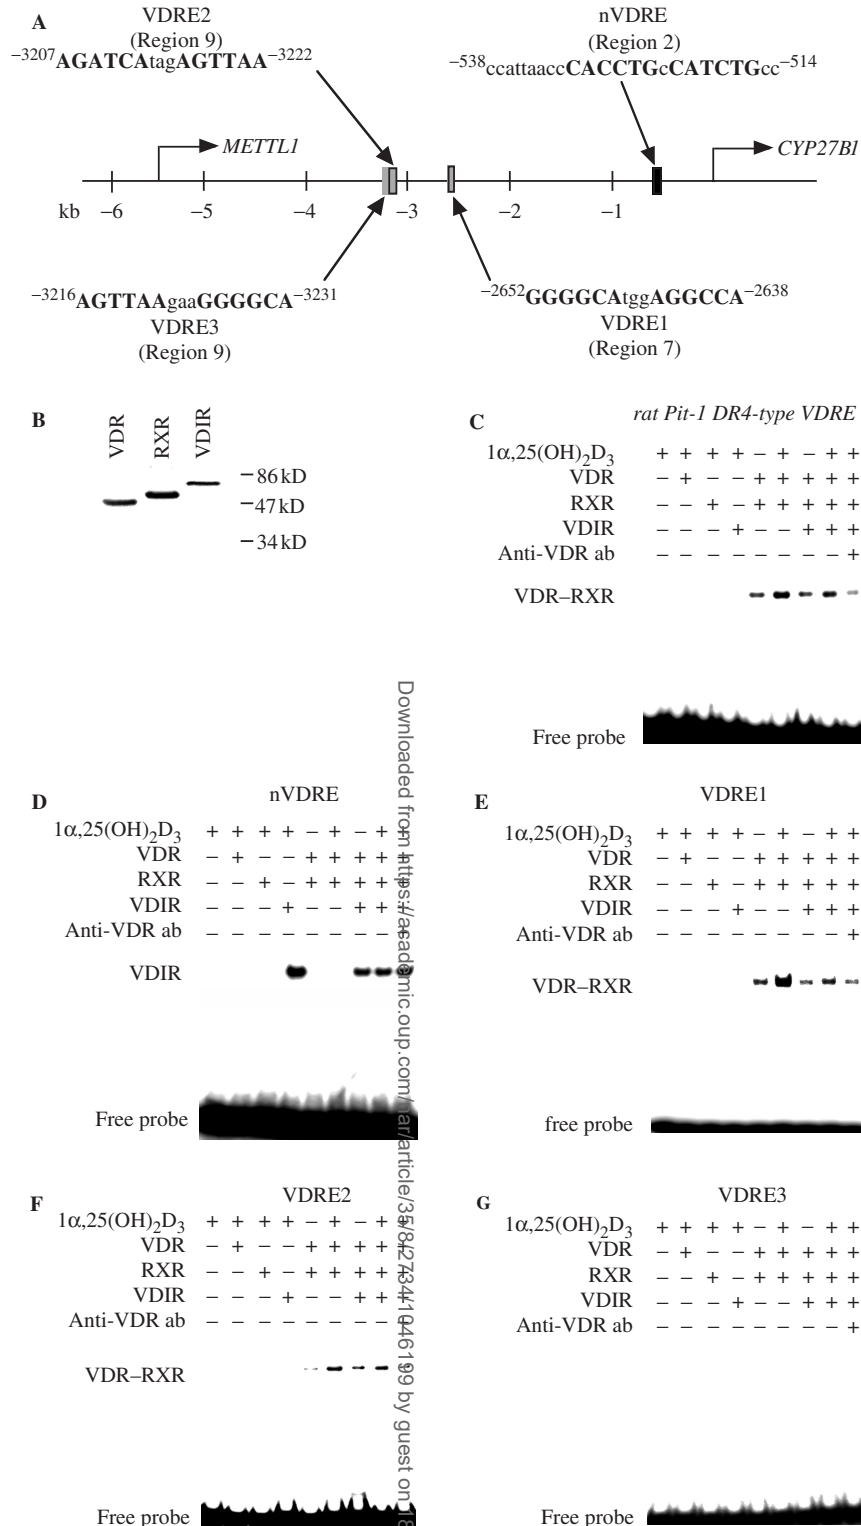 A
VDRE2
(Region 9)
−3207AGATCAtagAGTTAA−3222
nVDRE
(Region 2)
−538ccattaaccCACCTGcCATCTGcc−514
METTL1
CYP27B1
kb −6 −5 −4 −3 −2 −1
−3216AGTTAAgaaGGGGCA−3231
VDRE3
(Region 9)
−2652GGGGCAtggAGGCCA−2638
VDRE1
(Region 7)
B
VDR RXR VDIR
−86 kD
−47 kD
−34 kD
C
rat Pit-1 DR4-type VDRE
1α,25(OH)2D3 + + + + − + − + +
VDR − + − − + + + + +
RXR − − + − + + + + +
VDIR − − − + − − + + +
Anti-VDR ab − − − − − − − − +
VDR–RXR
Free probe
D
nVDRE
1α,25(OH)2D3 + + + + − + − + +
VDR − + − − + + + + +
RXR − − + − + + + + +
VDIR − − − + − − + + +
Anti-VDR ab − − − − − − − − +
VDIR
Free probe
E
VDRE1
1α,25(OH)2D3 + + + + − + − + +
VDR − + − − + + + + +
RXR − − + − + + + + +
VDIR − − − + − − + + +
Anti-VDR ab − − − − − − − − +
VDR–RXR
free probe
F
VDRE2
1α,25(OH)2D3 + + + + − + − + +
VDR − + − − + + + + +
RXR − − + − + + + + +
VDIR − − − + − − + + +
Anti-VDR ab − − − − − − − − +
VDR–RXR
Free probe
G
VDRE3
1α,25(OH)2D3 + + + + − + − + +
VDR − + − − + + + + +
RXR − − + − + + + + +
VDIR − − − + − − + + +
Anti-VDR ab − − − − − − − − +
Free probe
Downloaded from https://academic.oup.com/nar/article/35/8/2734/1046199 by guest on 18